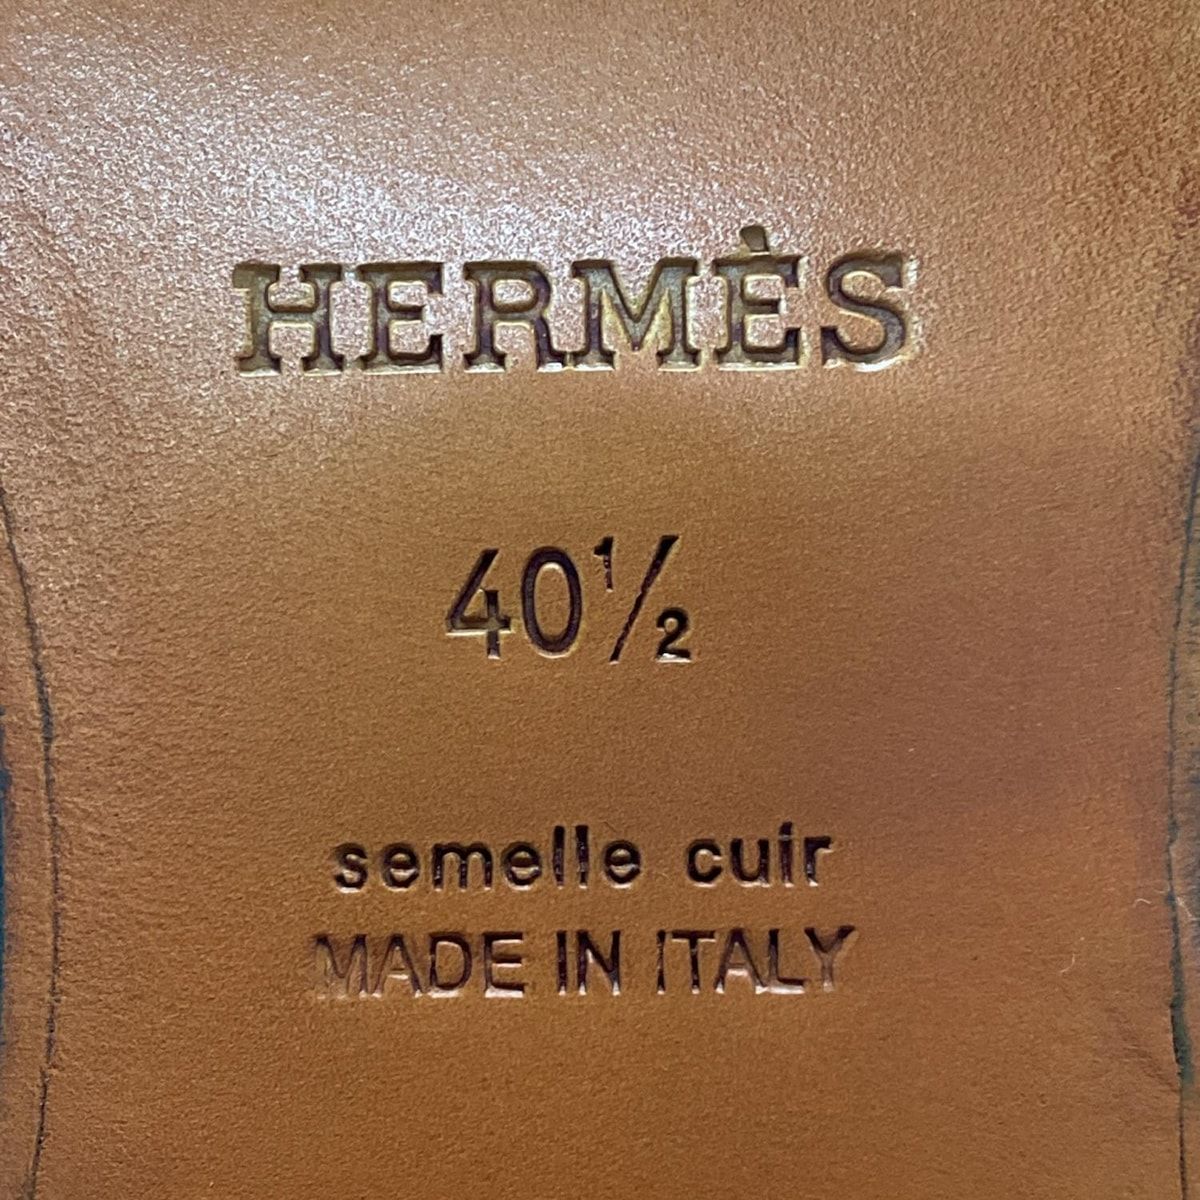 HERMÈS
40½
semelle cuir
MADE IN ITALY